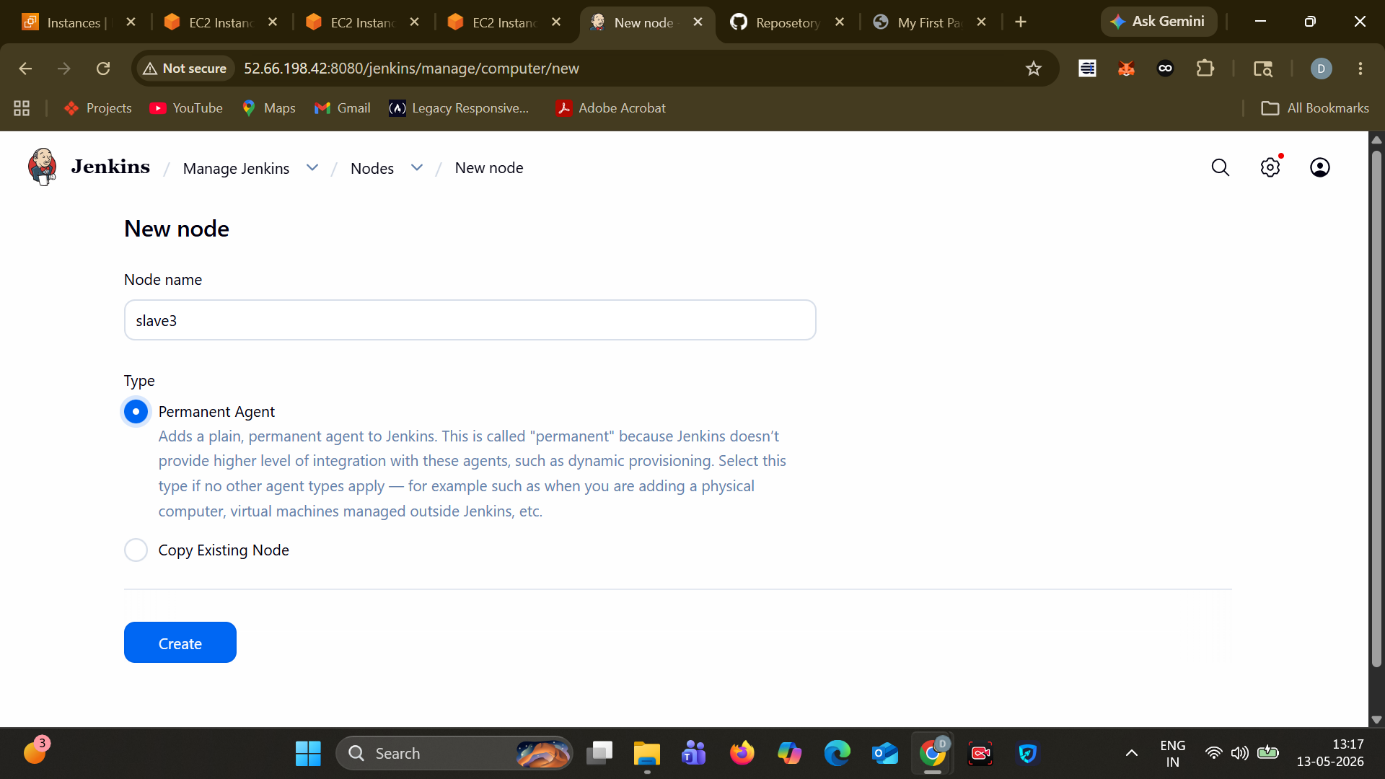 Instances |
EC2 Instanc
EC2 Instanc
EC2 Instanc
New node -
Reposetory
My First Pa
Ask Gemini
Not secure
52.66.198.42:8080/jenkins/manage/computer/new
D
Projects
YouTube
Maps
Gmail
Legacy Responsive...
Adobe Acrobat
All Bookmarks
Jenkins / Manage Jenkins / Nodes / New node
New node
Node name
slave3
Type
Permanent Agent
Adds a plain, permanent agent to Jenkins. This is called "permanent" because Jenkins doesn't
provide higher level of integration with these agents, such as dynamic provisioning. Select this
type if no other agent types apply — for example such as when you are adding a physical
computer, virtual machines managed outside Jenkins, etc.
Copy Existing Node
Create
3
Search
D
ENG
IN
13:17
13-05-2026